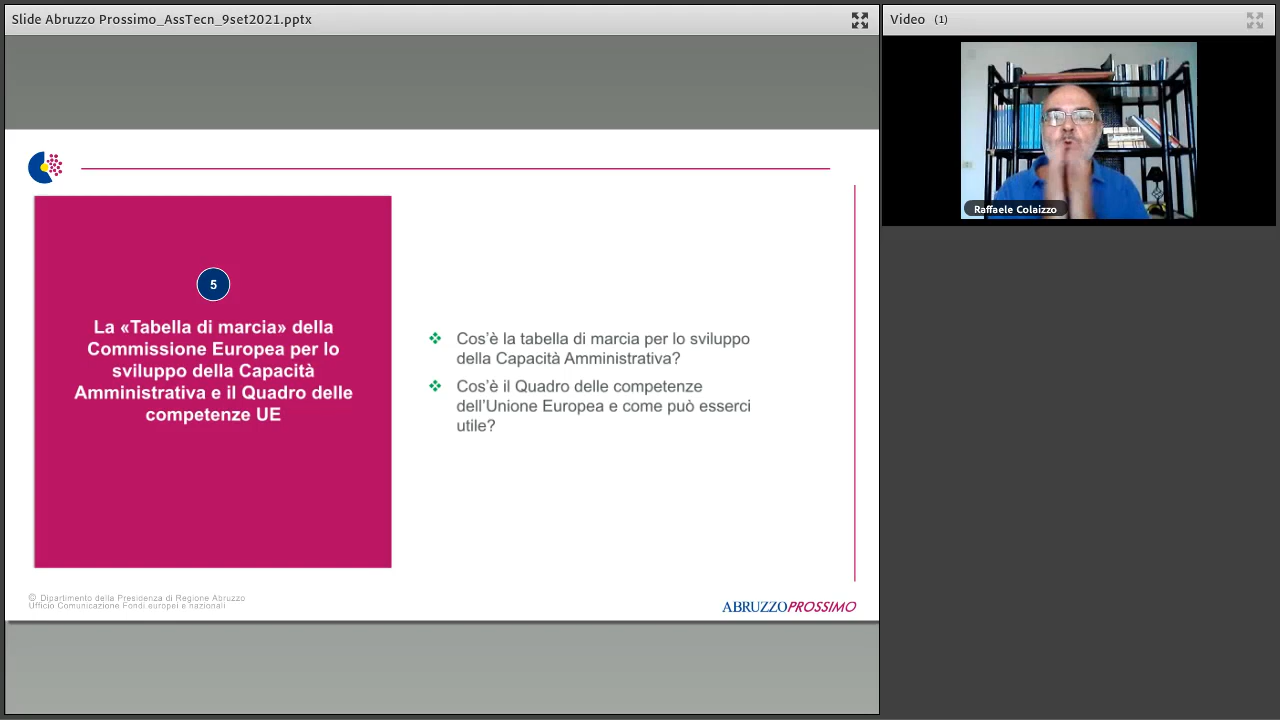 Slide Abruzzo Prossimo_AssTecn_9set2021.pptx
Video (1)
Raffaele Colaizzo
5
La «Tabella di marcia» della
Commissione Europea per lo
sviluppo della Capacità
Amministrativa e il Quadro delle
competenze UE
Cos'è la tabella di marcia per lo sviluppo
della Capacità Amministrativa?
Cos'è il Quadro delle competenze
dell'Unione Europea e come può esserci
utile?
© Dipartimento della Presidenza di Regione Abruzzo
Ufficio Comunicazione Fondi europei e nazionali
ABRUZZOPROSSIMO